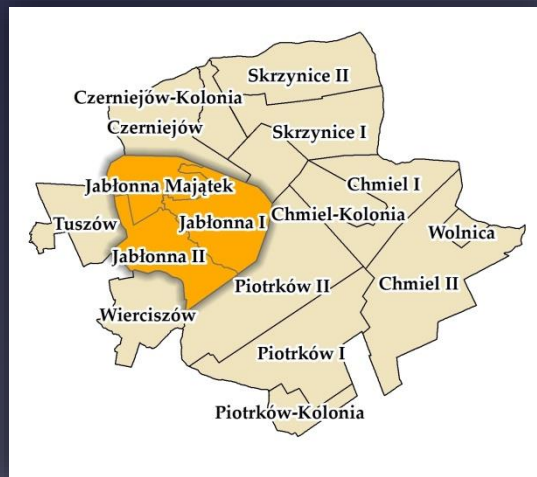 Skrzynice II
Czerniejów-Kolonia
Czerniejów
Skrzynice I
Jabłonna Majątek
Chmiel I
Chmiel-Kolonia
Tuszów
Jabłonna I
Wolnica
Jabłonna II
Piotrków II
Chmiel II
Wierciszów
Piotrków I
Piotrków-Kolonia